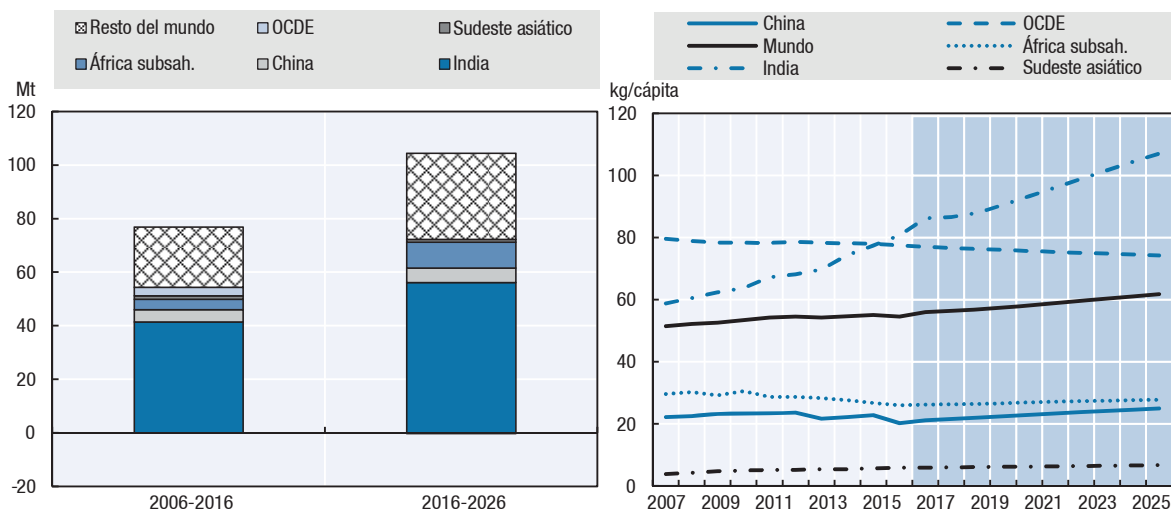 Resto del mundo OCDE Sudeste asiático
África subsah. China India
Mt
120
100
80
60
40
20
0
-20
2006-2016 2016-2026
China OCDE
Mundo África subsah.
India Sudeste asiático
kg/cápita
120
100
80
60
40
20
0
2007 2009 2011 2013 2015 2017 2019 2021 2023 2025